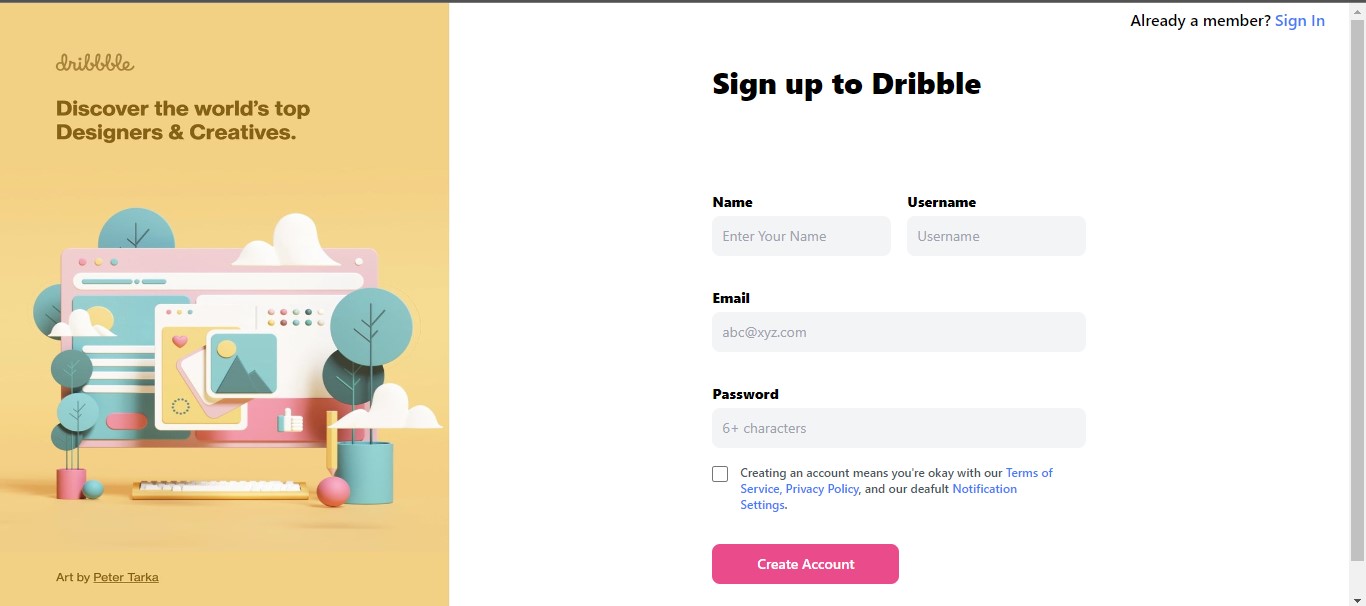 Already a member? Sign In
dribbble
Discover the world's top
Designers & Creatives.
Art by Peter Tarka
Sign up to Dribble
Name
Username
Enter Your Name
Username
Email
abc@xyz.com
Password
6+ characters
Creating an account means you're okay with our Terms of
Service, Privacy Policy, and our deafult Notification
Settings.
Create Account